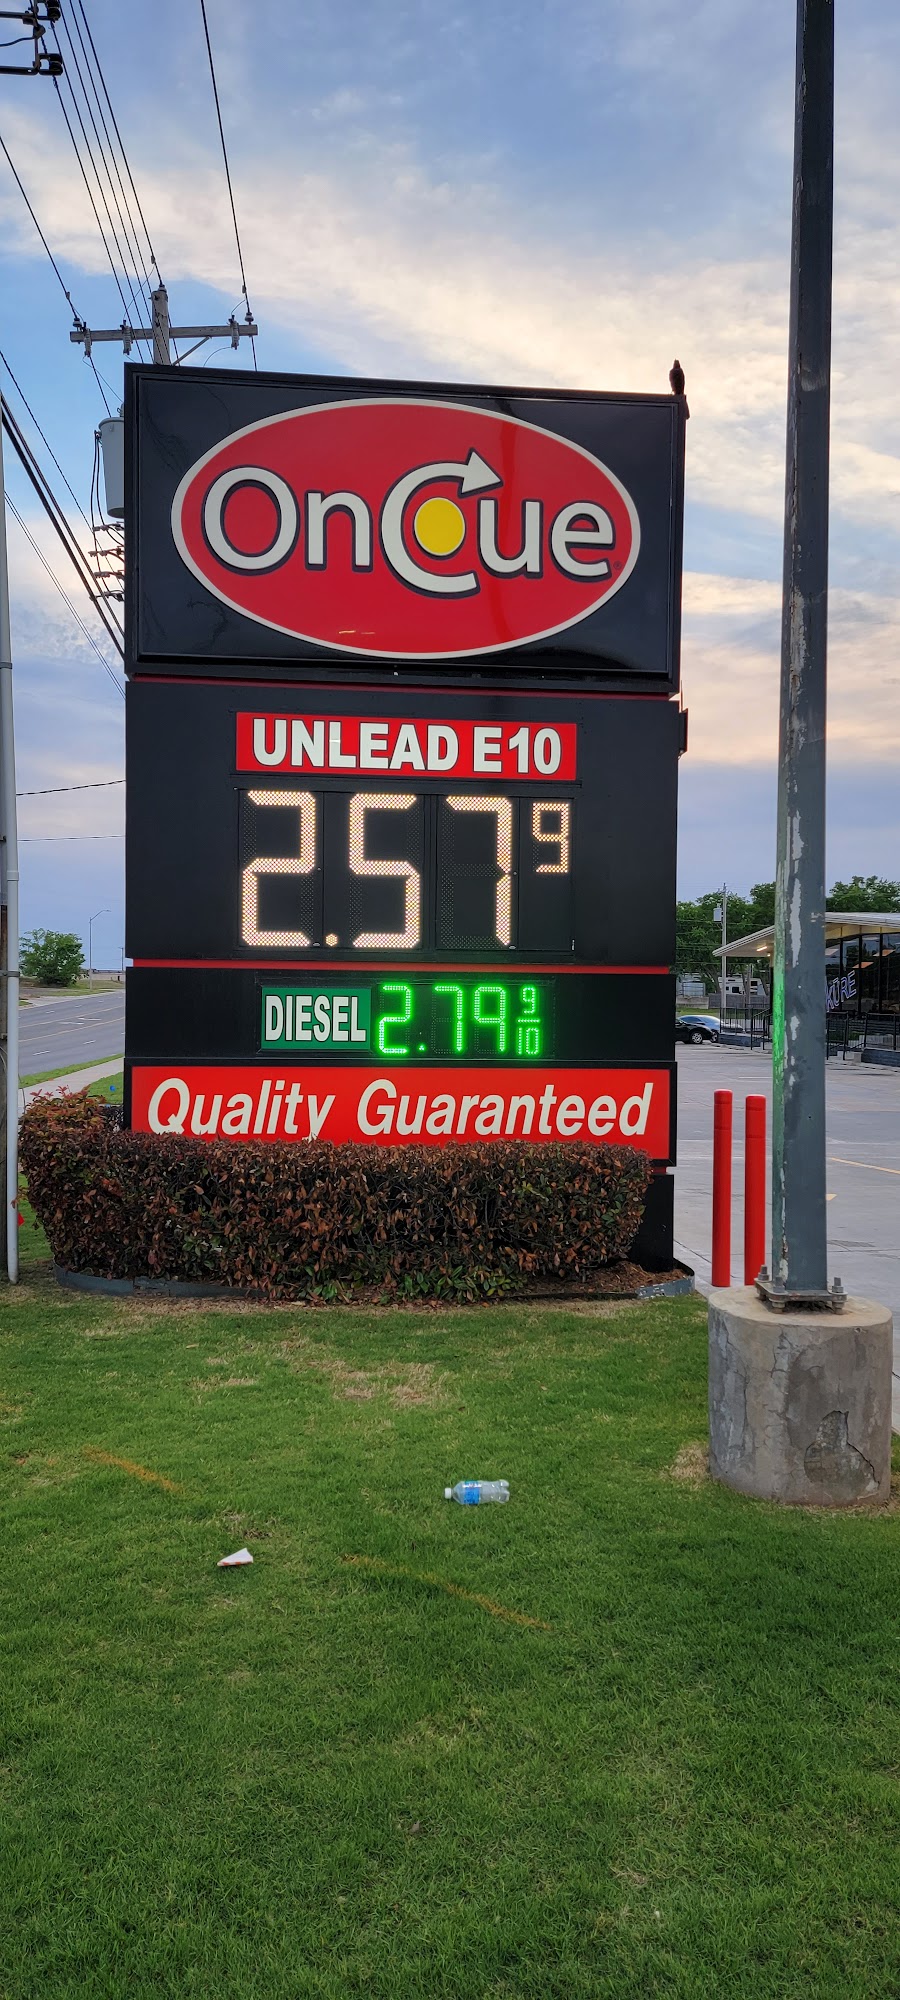 OnCue
UNLEAD E10
2.57 9
DIESEL 2.79 9/10
Quality Guaranteed